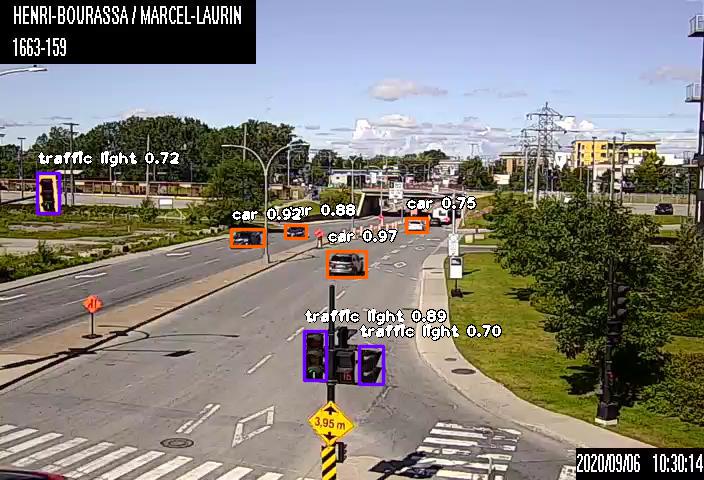 HENRI-BOURASSA / MARCEL-LAURIN
1663-159
traffic light 0.72
car 0.92
car 0.88
car 0.75
car 0.97
traffic light 0.89
traffic light 0.70
3,95 m
2020/09/06 10:30:14